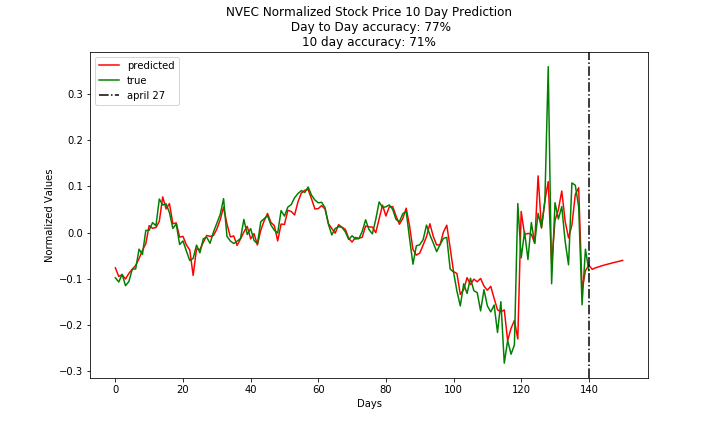 NVEC Normalized Stock Price 10 Day Prediction
Day to Day accuracy: 77%
10 day accuracy: 71%
predicted
true
april 27
0.3
0.2
0.1
0.0
−0.1
−0.2
−0.3
Normalized Values
0 20 40 60 80 100 120 140
Days